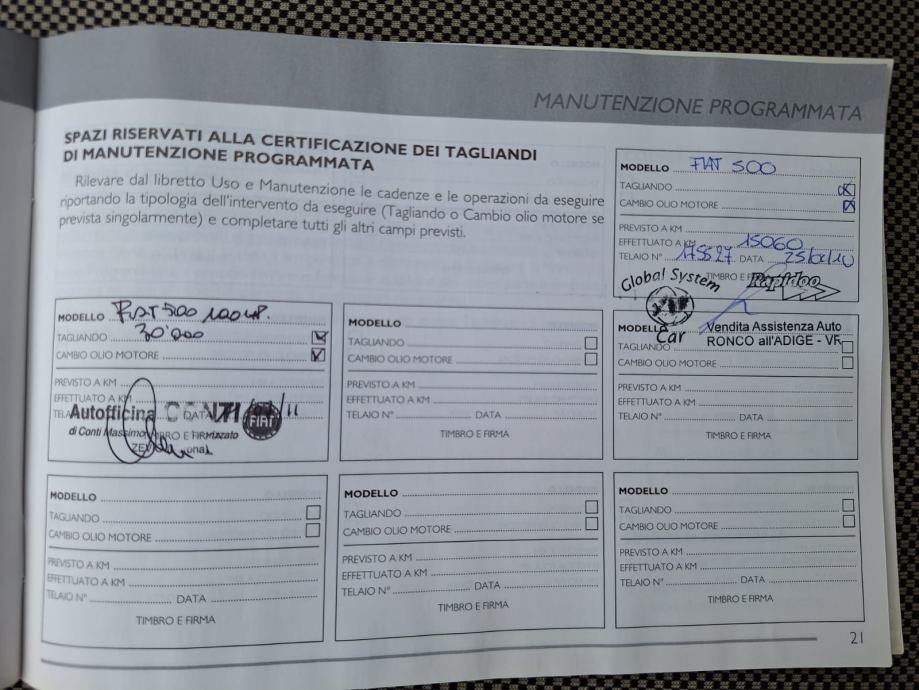 MANUTENZIONE PROGRAMMATA
SPAZI RISERVATI ALLA CERTIFICAZIONE DEI TAGLIANDI
DI MANUTENZIONE PROGRAMMATA
Rilevare dal libretto Uso e Manutenzione le cadenze e le operazioni da eseguire
riportando la tipologia dell'intervento da eseguire (Tagliando o Cambio olio motore se
prevista singolarmente) e completare tutti gli altri campi previsti.
MODELLO FIAT 500
TAGLIANDO OK
CAMBIO OLIO MOTORE
PREVISTO A KM
EFFETTUATO A KM 15060
TELAIO N° DATA
TIMBRO E
Global System
Car
Rapidoo
Vendita Assistenza Auto
RONCO all'ADIGE - VR
MODELLO FIAT 500
TAGLIANDO 30'000
CAMBIO OLIO MOTORE
PREVISTO A KM
EFFETTUATO A KM
DATA
Autofficina CONTI FIAT
di Conti Massimo
TIMBRO E FIRMA
MODELLO
TAGLIANDO
CAMBIO OLIO MOTORE
PREVISTO A KM
EFFETTUATO A KM
TELAIO N° DATA
TIMBRO E FIRMA
MODELLO
TAGLIANDO
CAMBIO OLIO MOTORE
PREVISTO A KM
EFFETTUATO A KM
TELAIO N° DATA
TIMBRO E FIRMA
MODELLO
TAGLIANDO
CAMBIO OLIO MOTORE
PREVISTO A KM
EFFETTUATO A KM
TELAIO N° DATA
TIMBRO E FIRMA
MODELLO
TAGLIANDO
CAMBIO OLIO MOTORE
PREVISTO A KM
EFFETTUATO A KM
TELAIO N° DATA
TIMBRO E FIRMA
MODELLO
TAGLIANDO
CAMBIO OLIO MOTORE
PREVISTO A KM
EFFETTUATO A KM
TELAIO N° DATA
TIMBRO E FIRMA
21